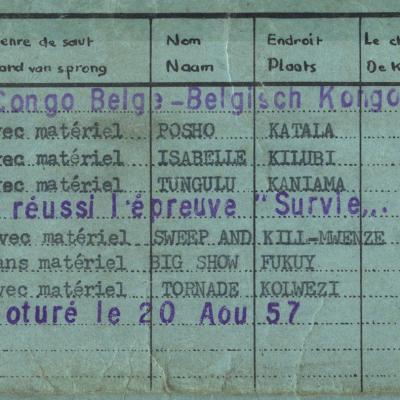 enre de saut Nom Endroit Le c
ard van sprong Naam Plaats De K
Congo Belge-Belgisch Kongo
vec matériel POSHO KATALA
vec matériel ISABELLE KILUBI
vec matériel TUNGULU KANIAMA
réussi l'épreuve "Survie...
vec matériel SWEEP AND KILL-MWENZE
ans matériel BIG SHOW FUKUY
vec matériel TORNADE KOLWEZI
loturé le 20 Aou 57